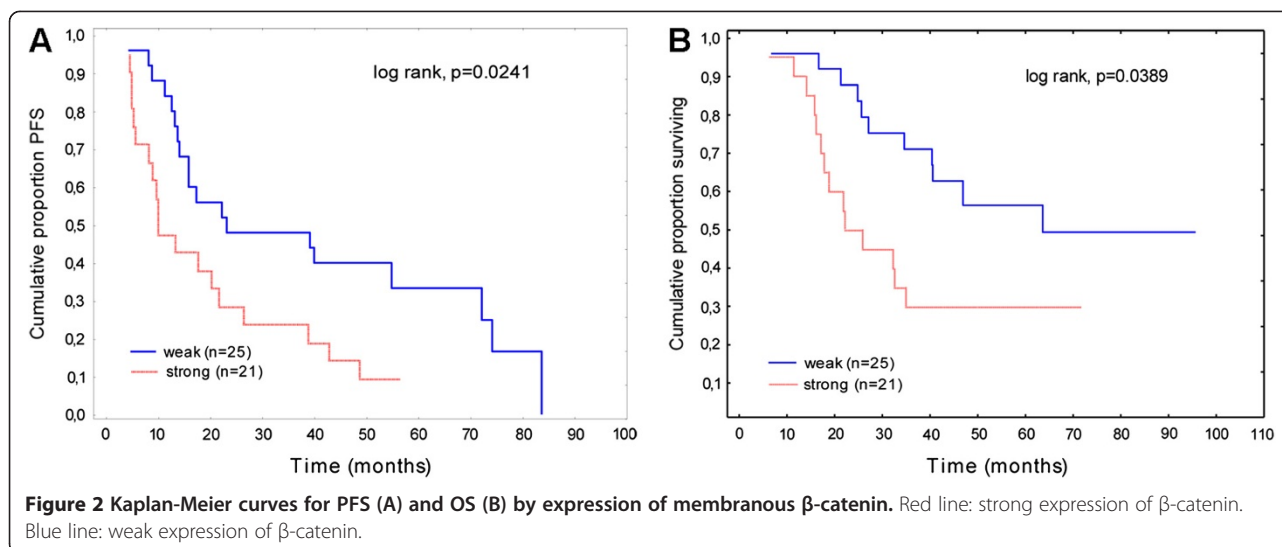 A
log rank, p=0.0241
Cumulative proportion PFS
1,0
0,9
0,8
0,7
0,6
0,5
0,4
0,3
0,2
0,1
0,0
weak (n=25)
strong (n=21)
0 10 20 30 40 50 60 70 80 90 100
Time (months)
B
log rank, p=0.0389
Cumulative proportion surviving
1,0
0,9
0,8
0,7
0,6
0,5
0,4
0,3
0,2
0,1
weak (n=25)
strong (n=21)
0 10 20 30 40 50 60 70 80 90 100 110
Time (months)
Figure 2 Kaplan-Meier curves for PFS (A) and OS (B) by expression of membranous β-catenin. Red line: strong expression of β-catenin.
Blue line: weak expression of β-catenin.